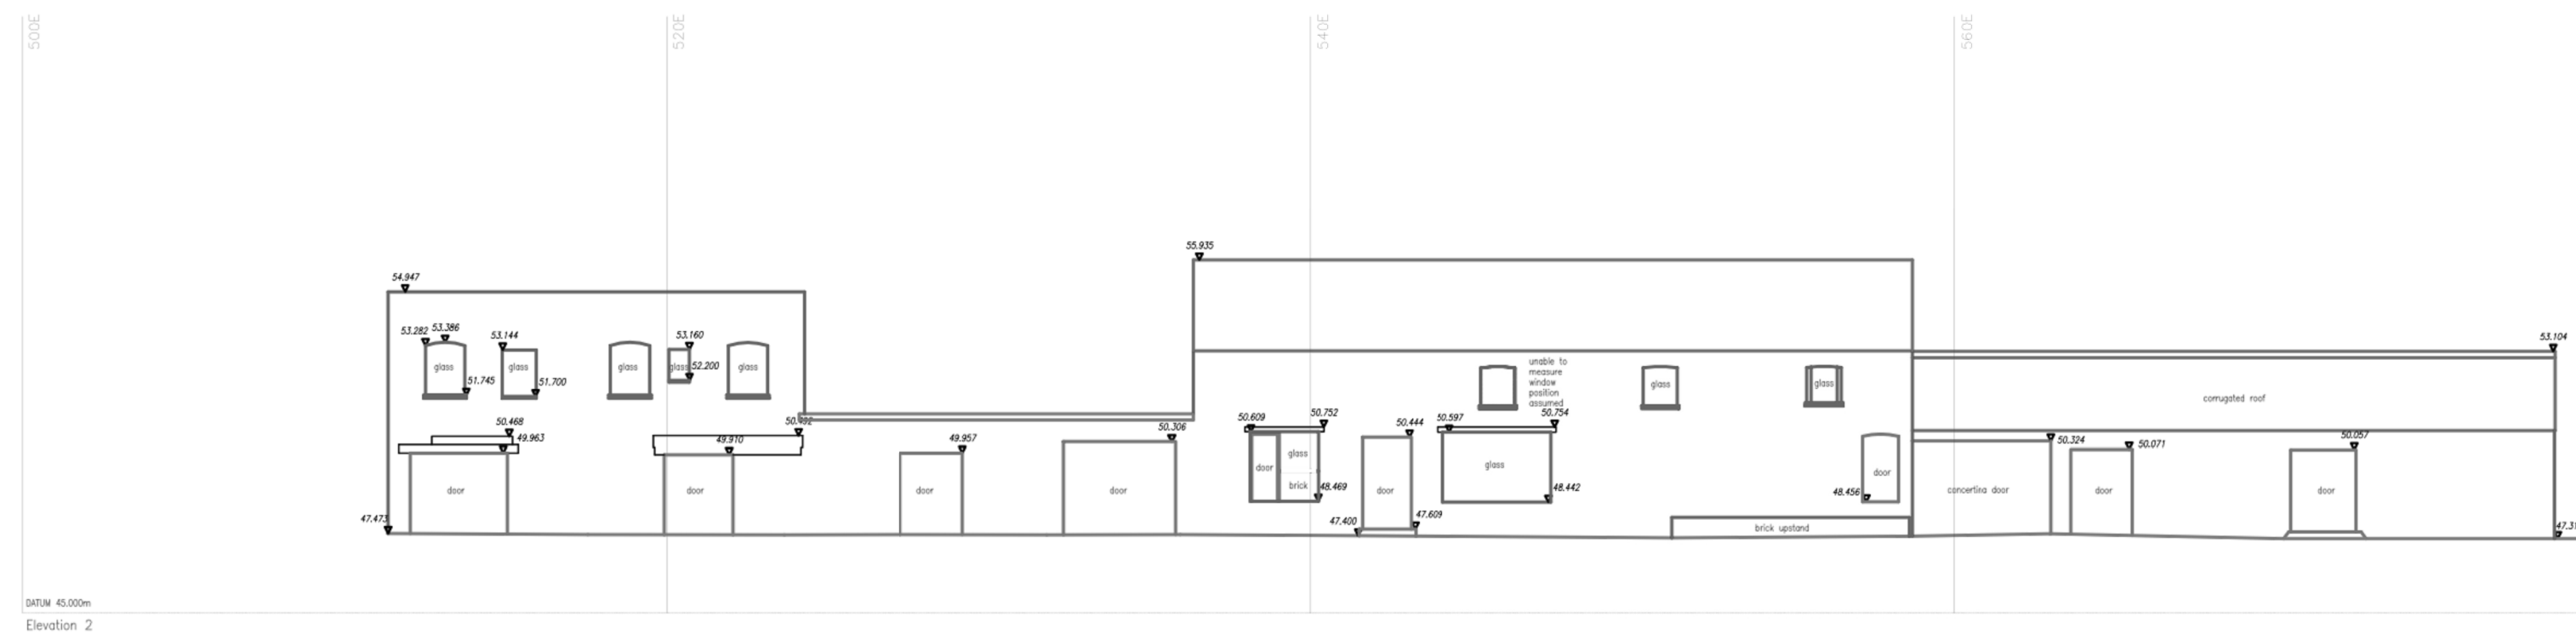 500E
520E
540E
560E
55.935
54.947
53.282
53.386
53.144
53.160
53.104
glass
glass
glass
glass
52.200
glass
51.745
51.700
unable to
measure
window
position
assumed
glass
glass
corrugated roof
50.468
49.963
49.910
49.957
50.306
50.609
50.752
50.444
50.597
50.754
50.324
50.071
50.057
glass
door
brick
48.469
glass
48.442
door
48.456
door
door
door
door
door
concertina door
door
door
47.473
47.400
47.609
brick upstand
DATUM 45.000m
Elevation 2